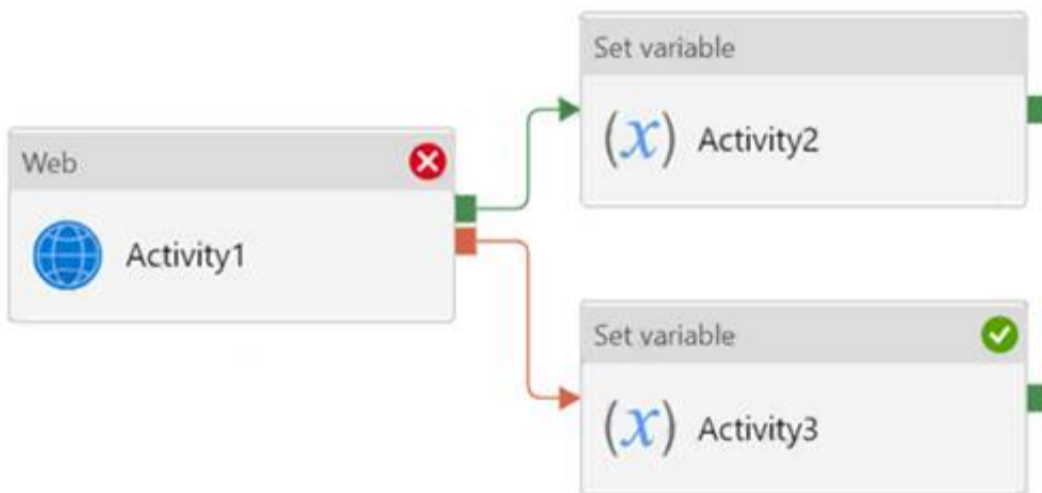 Set variable
(x) Activity2
Web
Activity1
Set variable
(x) Activity3